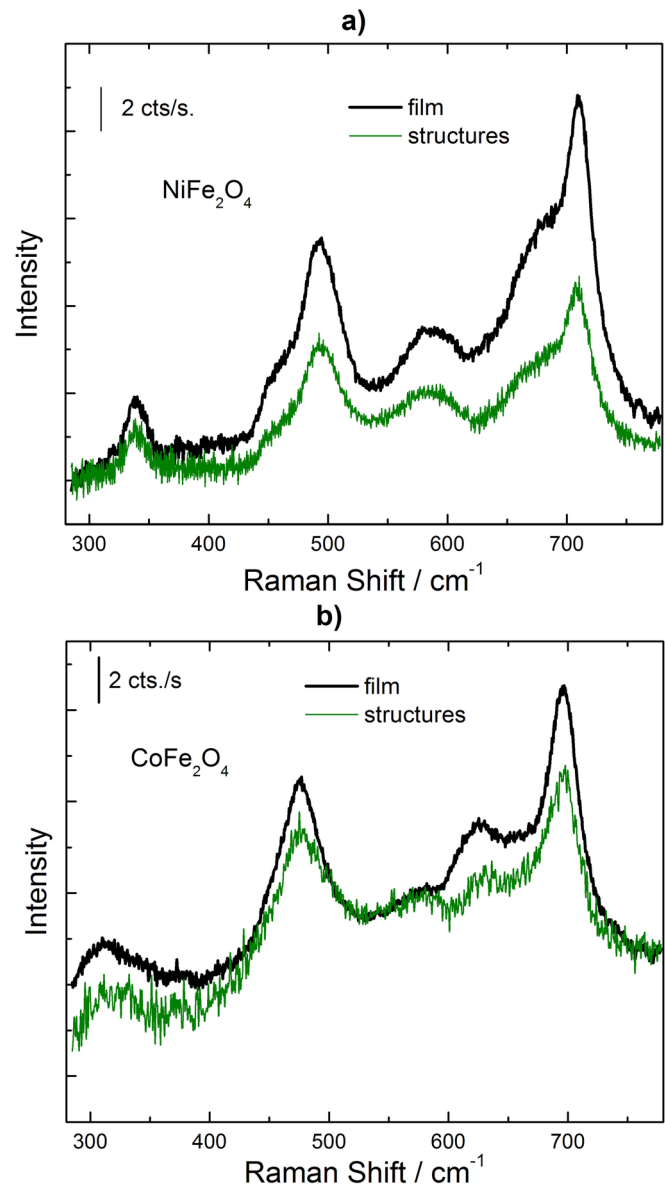 a)
2 cts/s.
film
structures
NiFe₂O₄
Intensity
300 400 500 600 700
Raman Shift / cm⁻¹
b)
2 cts./s
film
structures
CoFe₂O₄
Intensity
300 400 500 600 700
Raman Shift / cm⁻¹